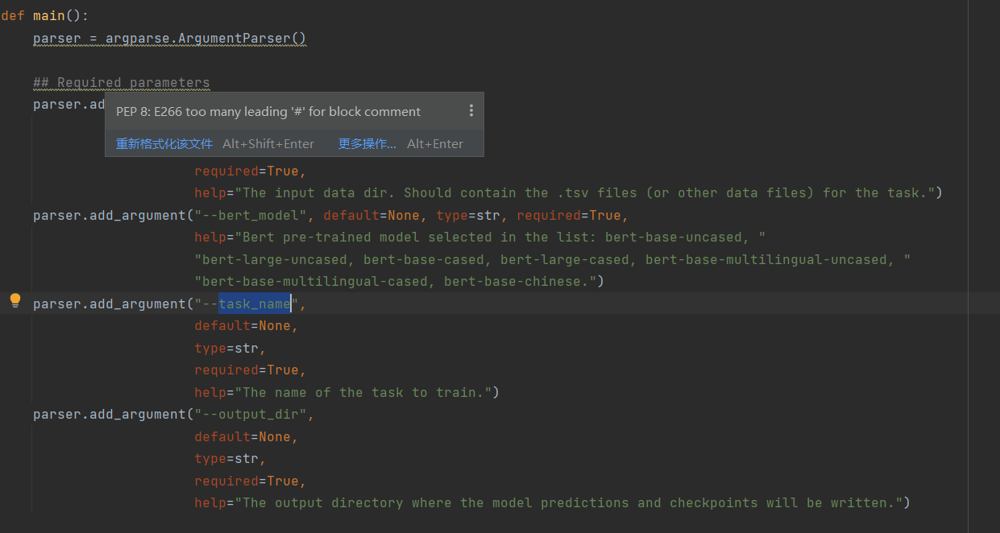 def main():
parser = argparse.ArgumentParser()
## Required parameters
parser.ad
PEP 8: E266 too many leading '#' for block comment
重新格式化该文件 Alt+Shift+Enter 更多操作... Alt+Enter
required=True,
help="The input data dir. Should contain the .tsv files (or other data files) for the task.")
parser.add_argument("--bert_model", default=None, type=str, required=True,
help="Bert pre-trained model selected in the list: bert-base-uncased, "
"bert-large-uncased, bert-base-cased, bert-large-cased, bert-base-multilingual-uncased, "
"bert-base-multilingual-cased, bert-base-chinese.")
parser.add_argument("--task_name",
default=None,
type=str,
required=True,
help="The name of the task to train.")
parser.add_argument("--output_dir",
default=None,
type=str,
required=True,
help="The output directory where the model predictions and checkpoints will be written.")